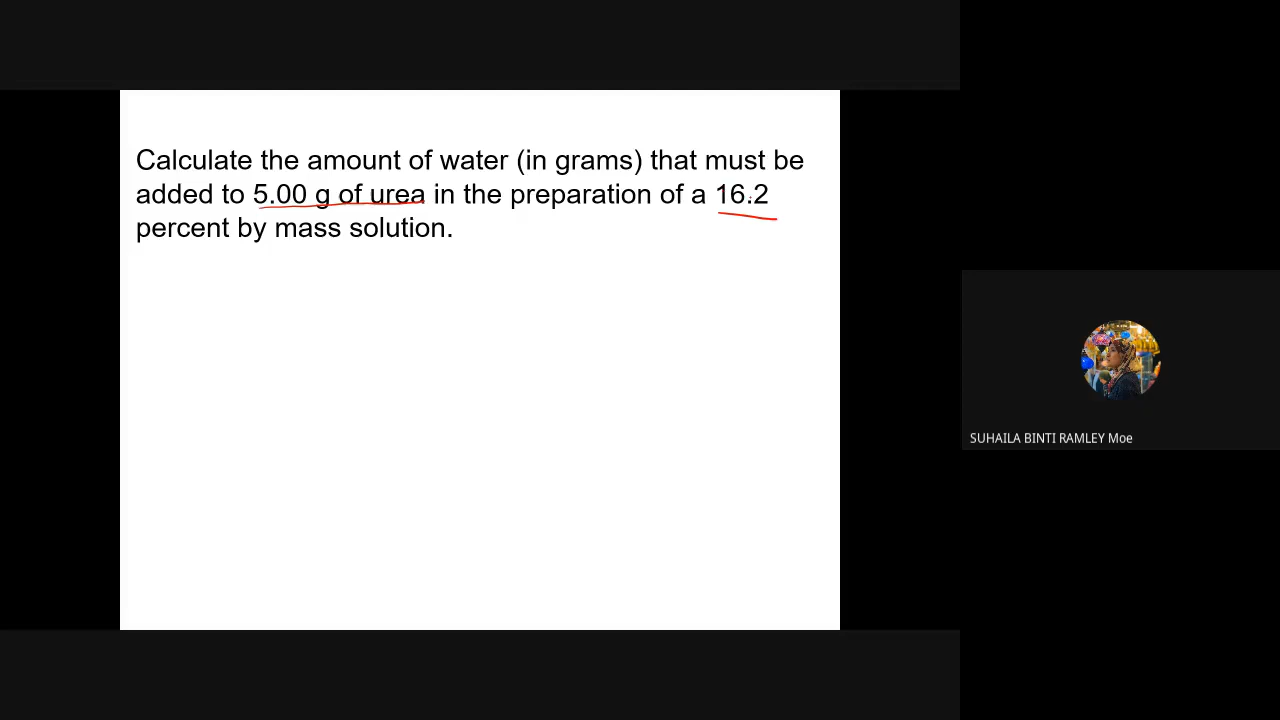 Calculate the amount of water (in grams) that must be
added to 5.00 g of urea in the preparation of a 16.2
percent by mass solution.
SUHAILA BINTI RAMLEY Moe